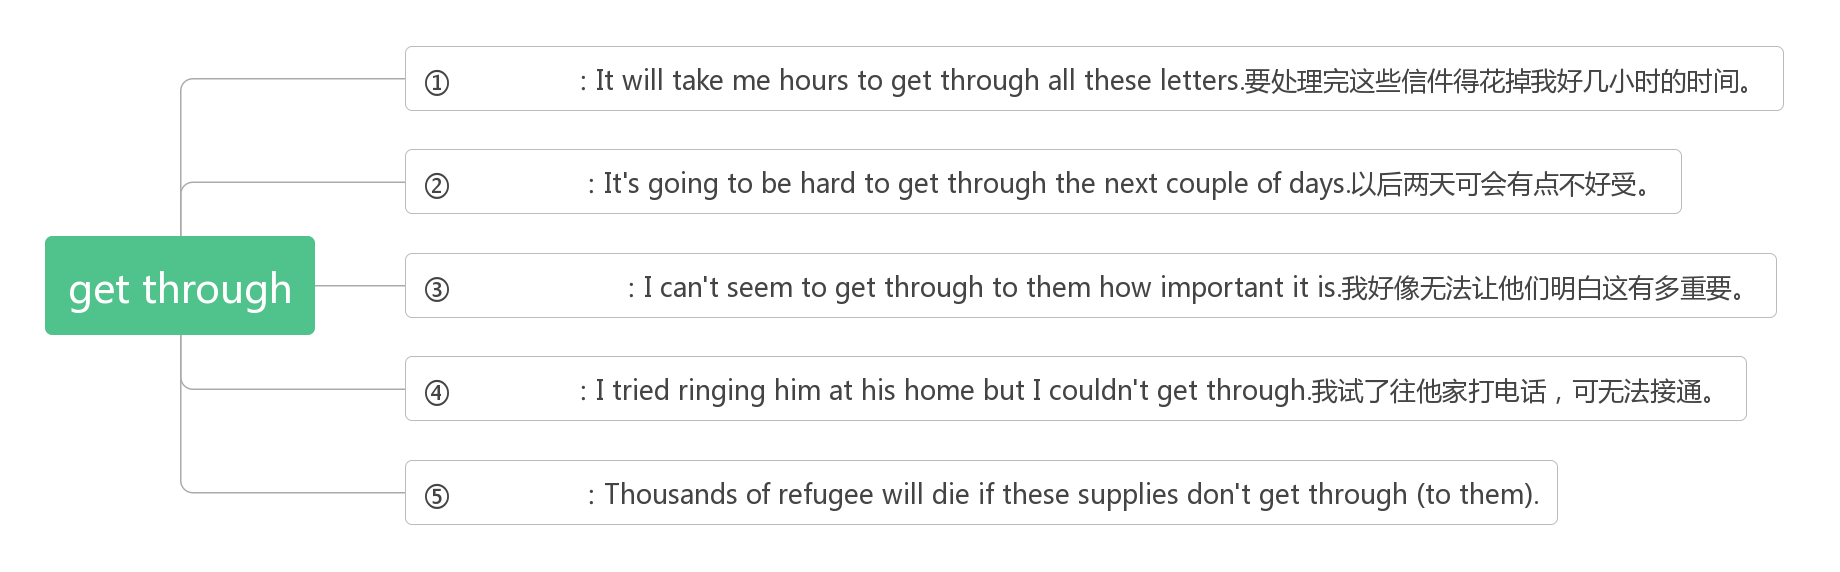 ① : It will take me hours to get through all these letters.要处理完这些信件得花掉我好几小时的时间。
② : It's going to be hard to get through the next couple of days.以后两天可会有点不好受。
get through
③ : I can't seem to get through to them how important it is.我好像无法让他们明白这有多重要。
④ : I tried ringing him at his home but I couldn't get through.我试了往他家打电话，可无法接通。
⑤ : Thousands of refugee will die if these supplies don't get through (to them).